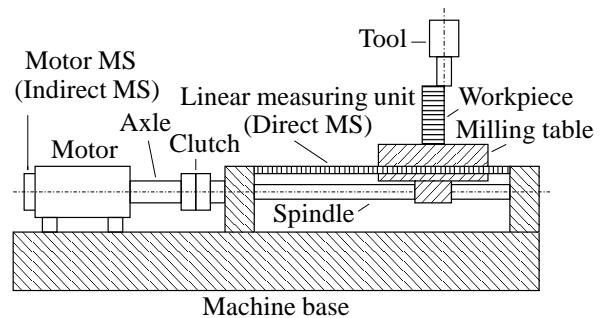 Tool
Motor MS
(Indirect MS)
Linear measuring unit
(Direct MS)
Workpiece
Milling table
Axle
Clutch
Motor
Spindle
Machine base